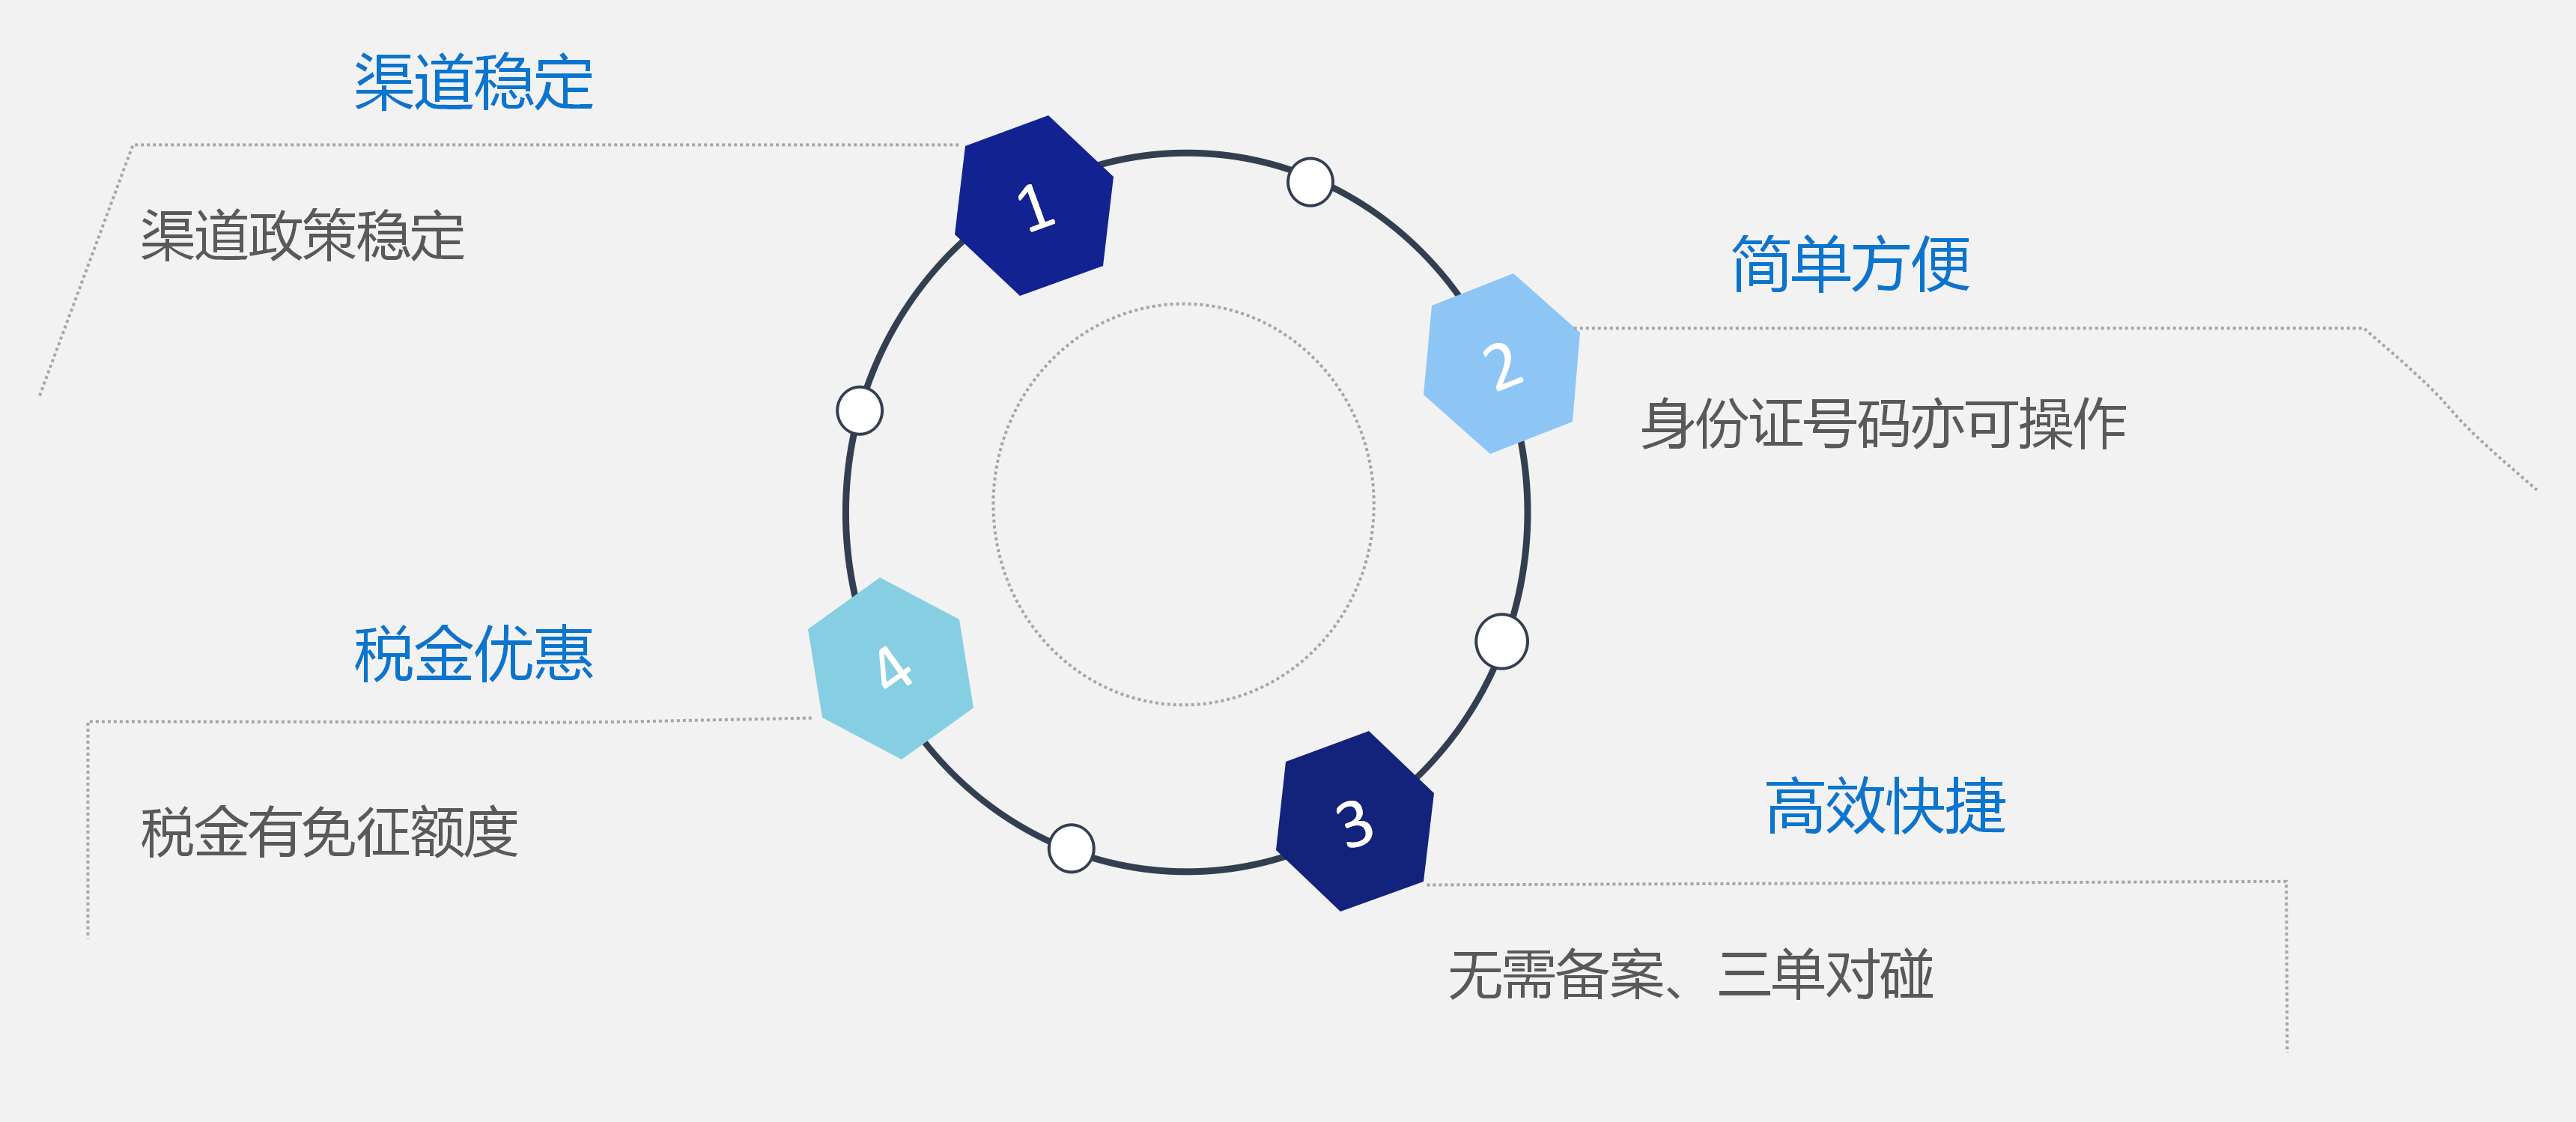 渠道稳定
1
渠道政策稳定
简单方便
2
身份证号码亦可操作
税金优惠
4
税金有免征额度
高效快捷
3
无需备案、三单对碰